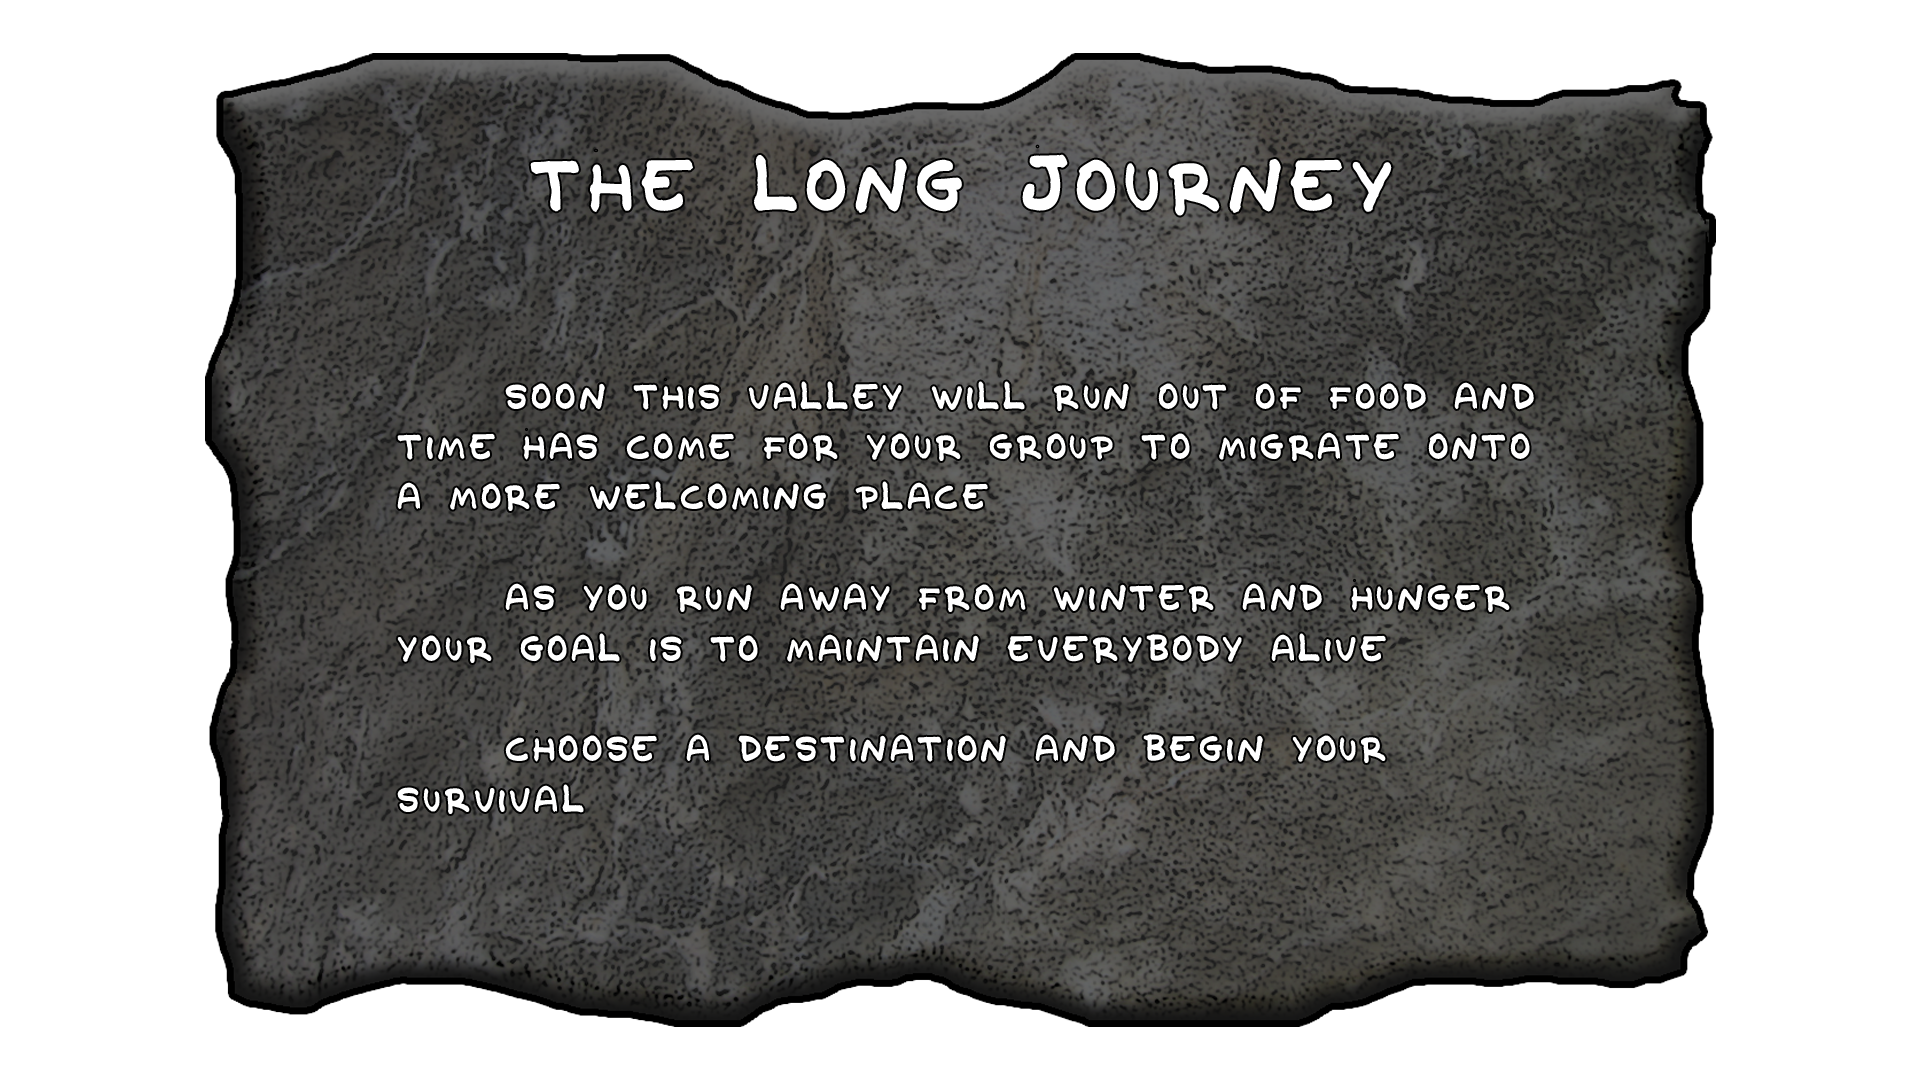 THE LONG JOURNEY
SOON THIS VALLEY WILL RUN OUT OF FOOD AND
TIME HAS COME FOR YOUR GROUP TO MIGRATE ONTO
A MORE WELCOMING PLACE
AS YOU RUN AWAY FROM WINTER AND HUNGER
YOUR GOAL IS TO MAINTAIN EVERYBODY ALIVE
CHOOSE A DESTINATION AND BEGIN YOUR
SURVIVAL